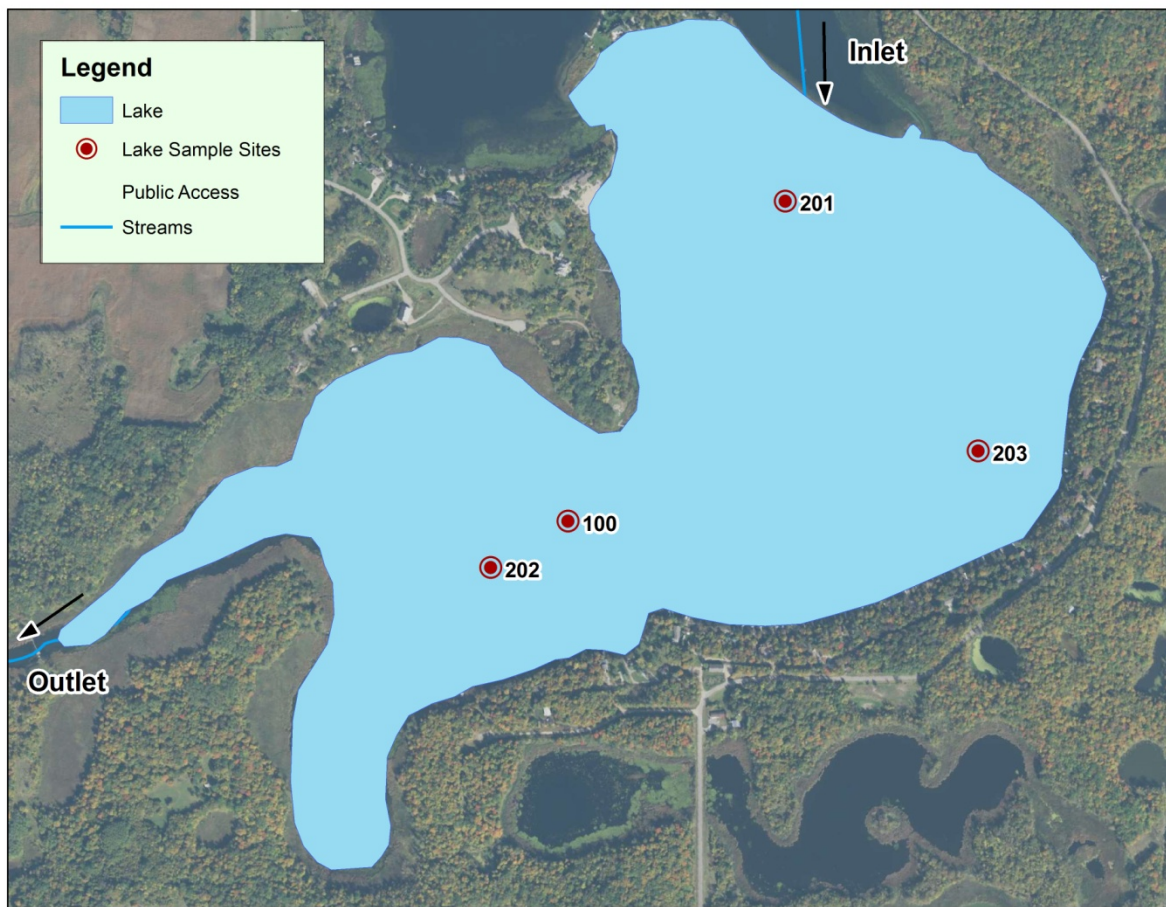 Legend
Lake
Lake Sample Sites
Public Access
Streams
Inlet
201
203
100
202
Outlet